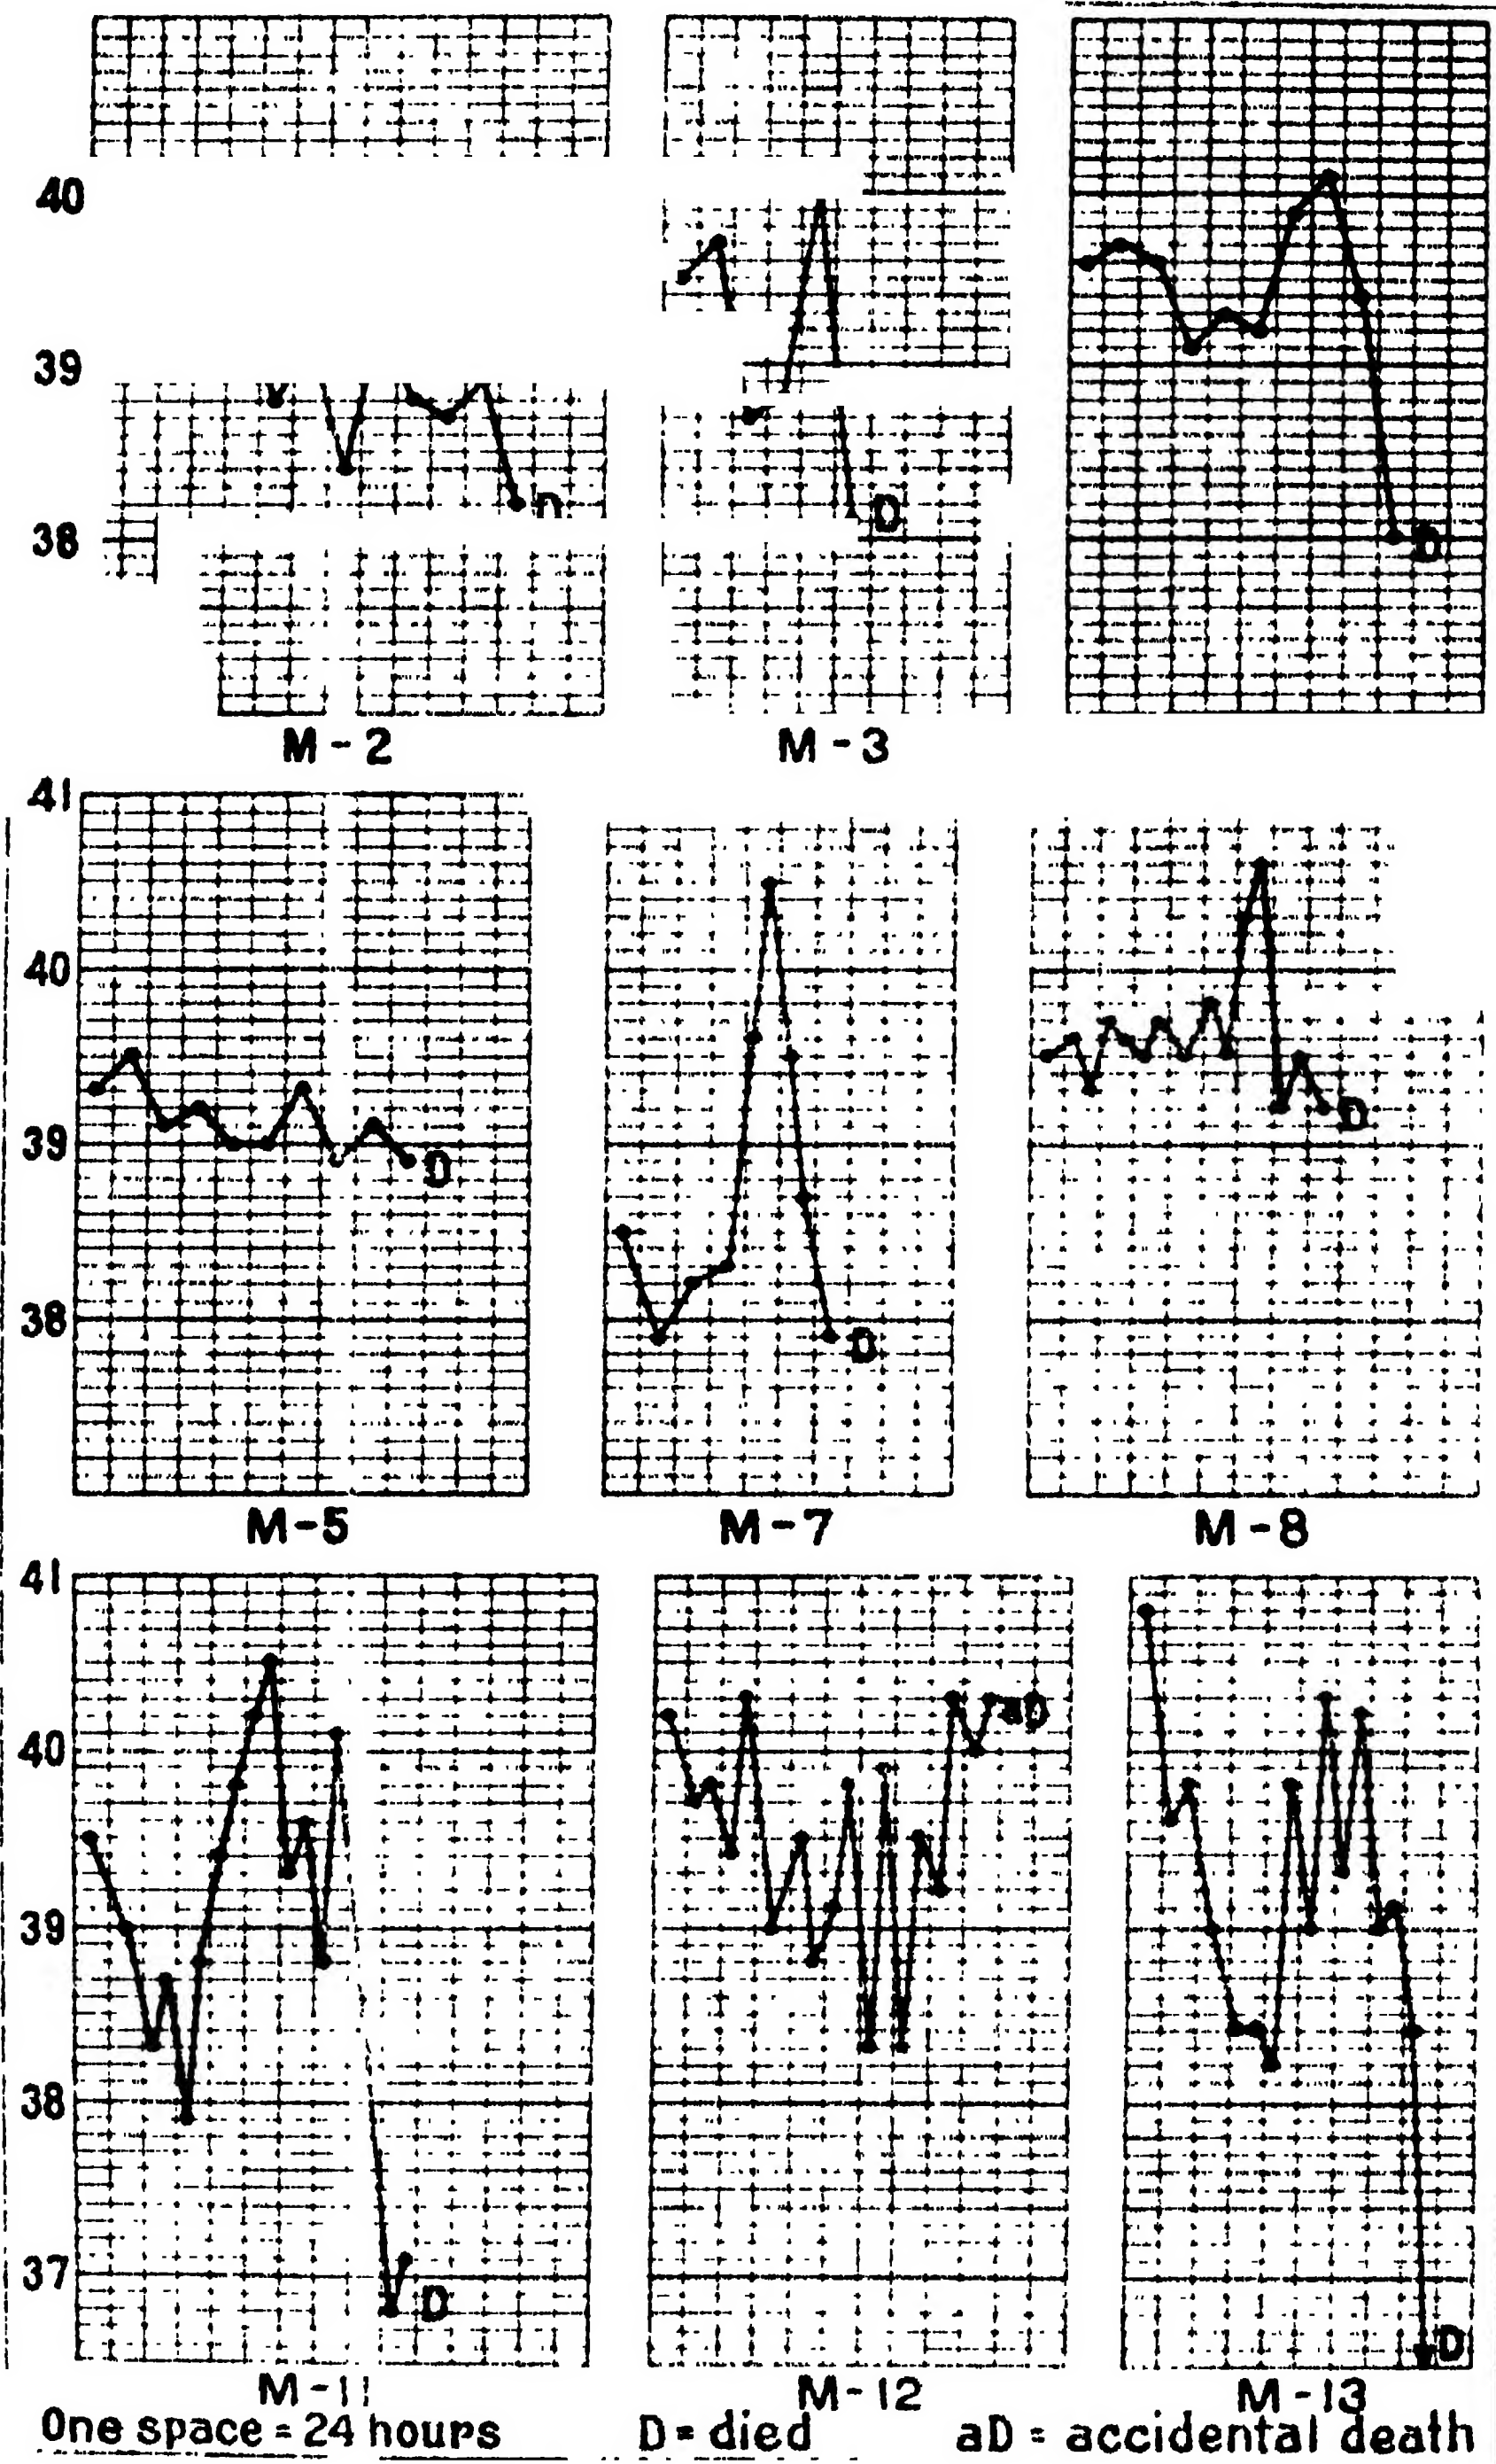 40
39
38
D
D
D
M-2 M-3
41
40
39
38
D
D
D
M-5 M-7 M-8
41
40
39
38
37
aD
D
D
M-11 M-12 M-13
One space = 24 hours D = died aD = accidental death